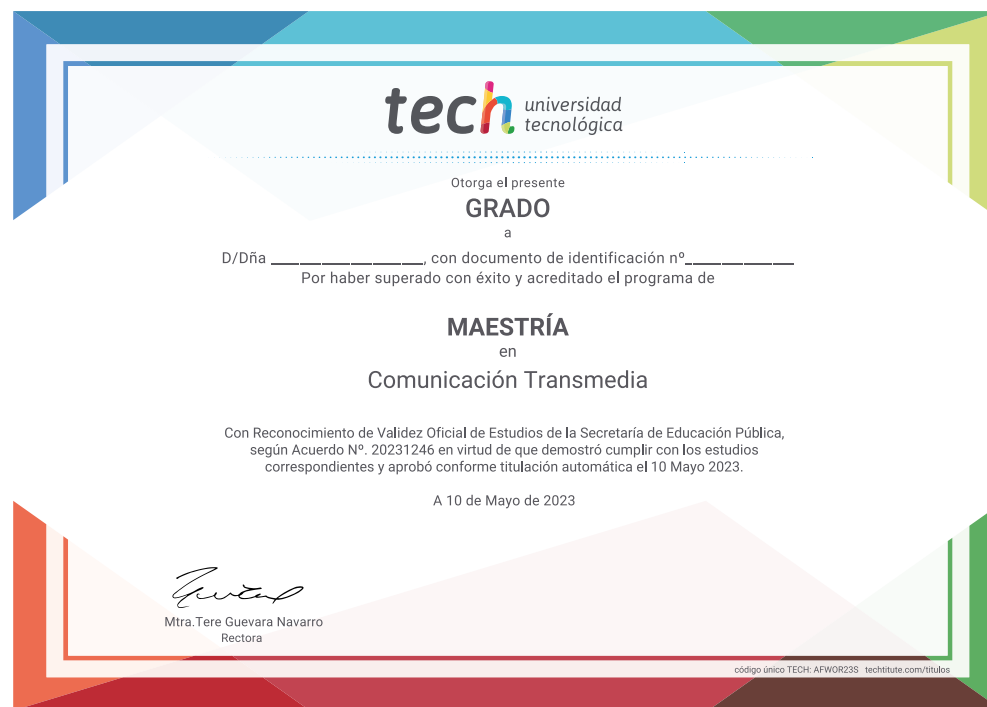 tech universidad
tecnológica
Otorga el presente
GRADO
a
D/Dña ___________________, con documento de identificación nº______________
Por haber superado con éxito y acreditado el programa de
MAESTRÍA
en
Comunicación Transmedia
Con Reconocimiento de Validez Oficial de Estudios de la Secretaría de Educación Pública,
según Acuerdo Nº. 20231246 en virtud de que demostró cumplir con los estudios
correspondientes y aprobó conforme titulación automática el 10 Mayo 2023.
A 10 de Mayo de 2023
Mtra.Tere Guevara Navarro
Rectora
código único TECH: AFWOR23S techtitute.com/titulos